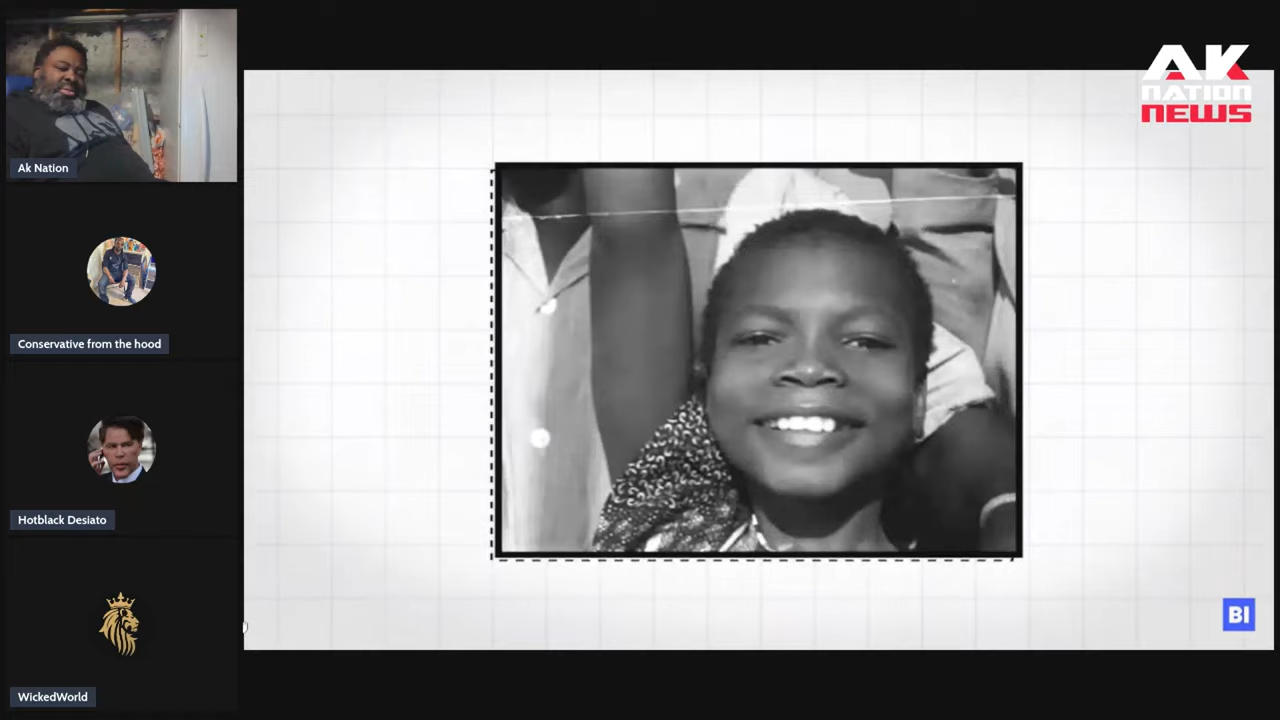 Ak Nation
Conservative from the hood
Hotblack Desiato
WickedWorld
AK
NATION
NEWS
BI